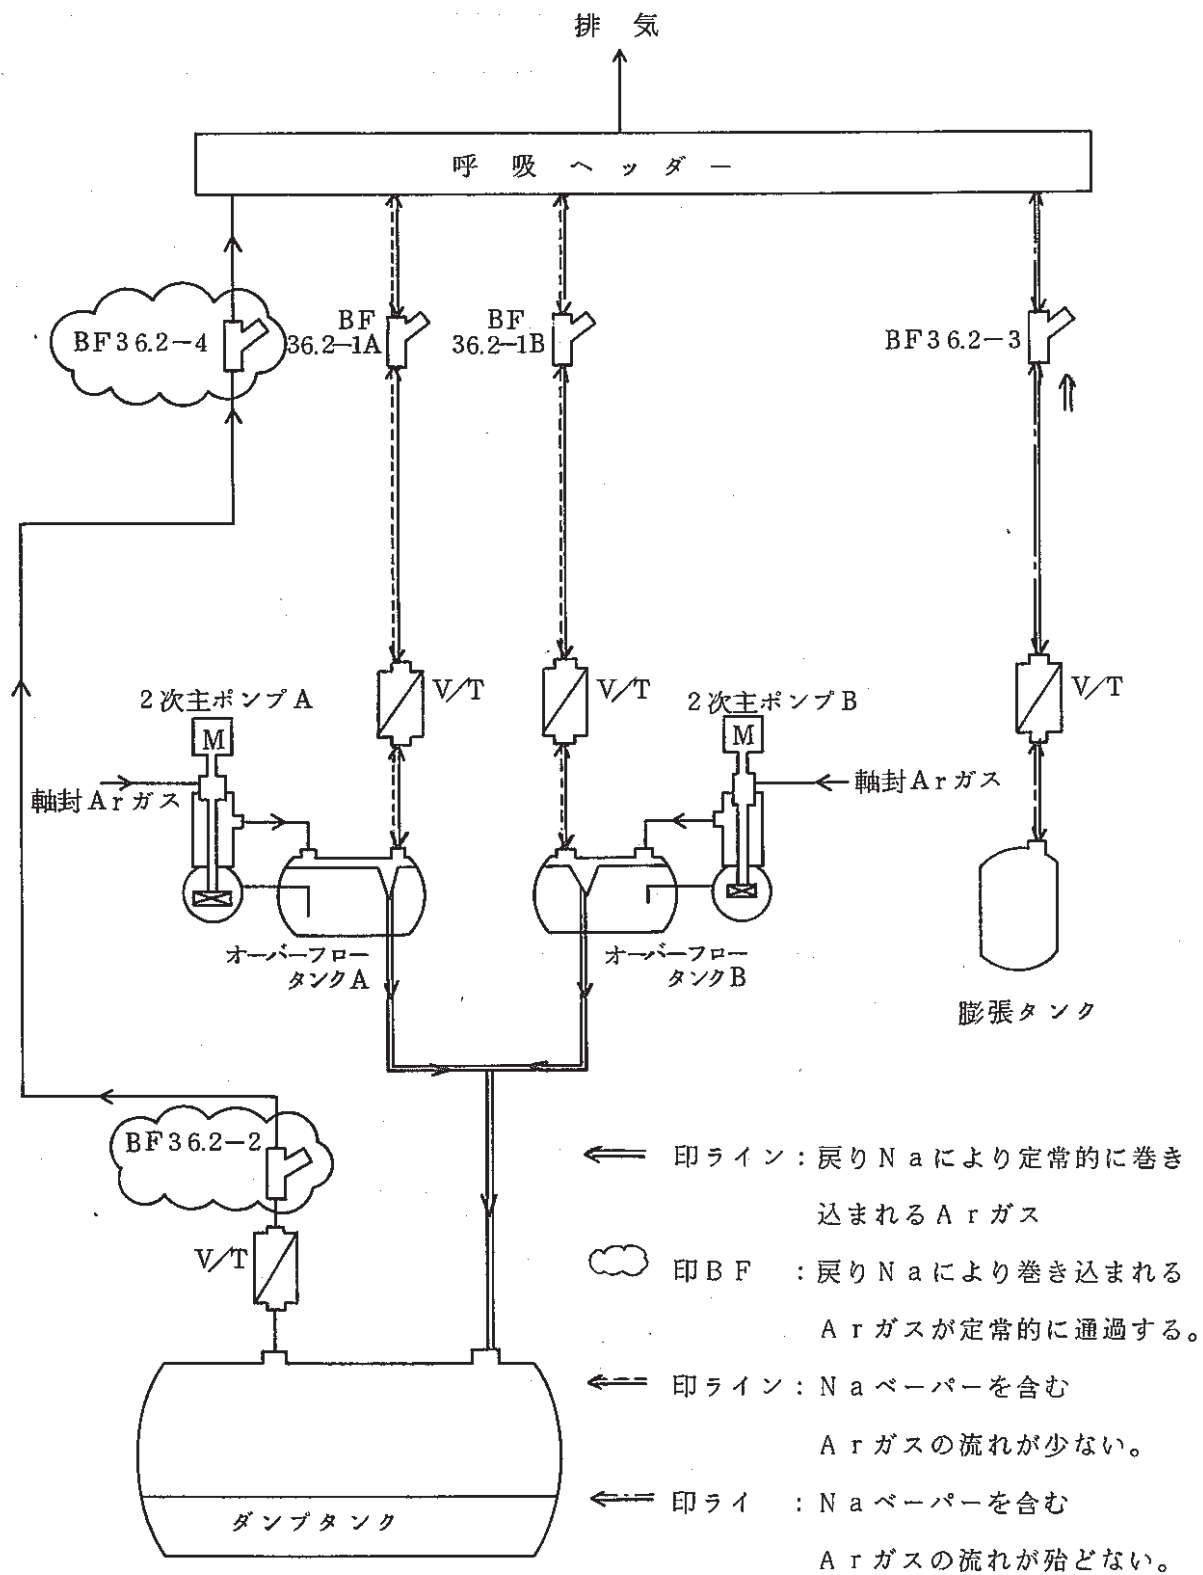 排 気
呼 吸 ヘ ッ ダ ー
BF36.2-4
BF
36.2-1A
BF
36.2-1B
BF36.2-3
V/T
V/T
V/T
2次主ポンプA
M
軸封Arガス
2次主ポンプB
M
軸封Arガス
オーバーフロー
タンクA
オーバーフロー
タンクB
膨張タンク
BF36.2-2
V/T
ダンプタンク
印ライン:戻りNaにより定常的に巻き
込まれるArガス
印BF :戻りNaにより巻き込まれる
Arガスが定常的に通過する。
印ライン:Naベーパーを含む
Arガスの流れが少ない。
印ライ :Naベーパーを含む
Arガスの流れが殆どない。